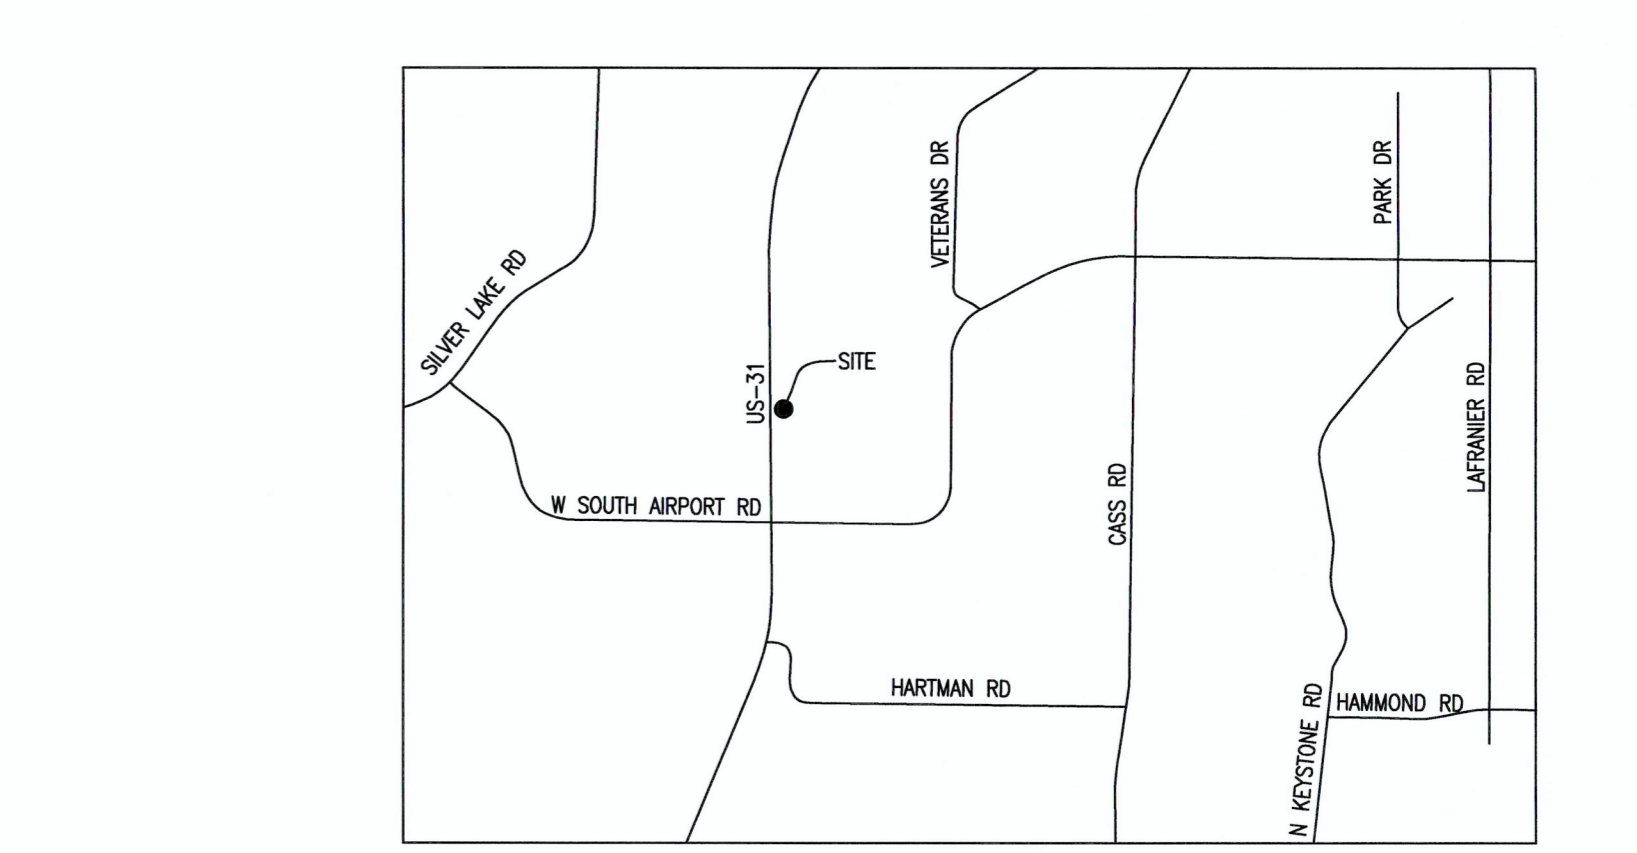 VETERANS DR
PARK DR
SILVER LAKE RD
SITE
US-31
LAFRANIER RD
W SOUTH AIRPORT RD
CASS RD
HARTMAN RD
HAMMOND RD
N KEYSTONE RD